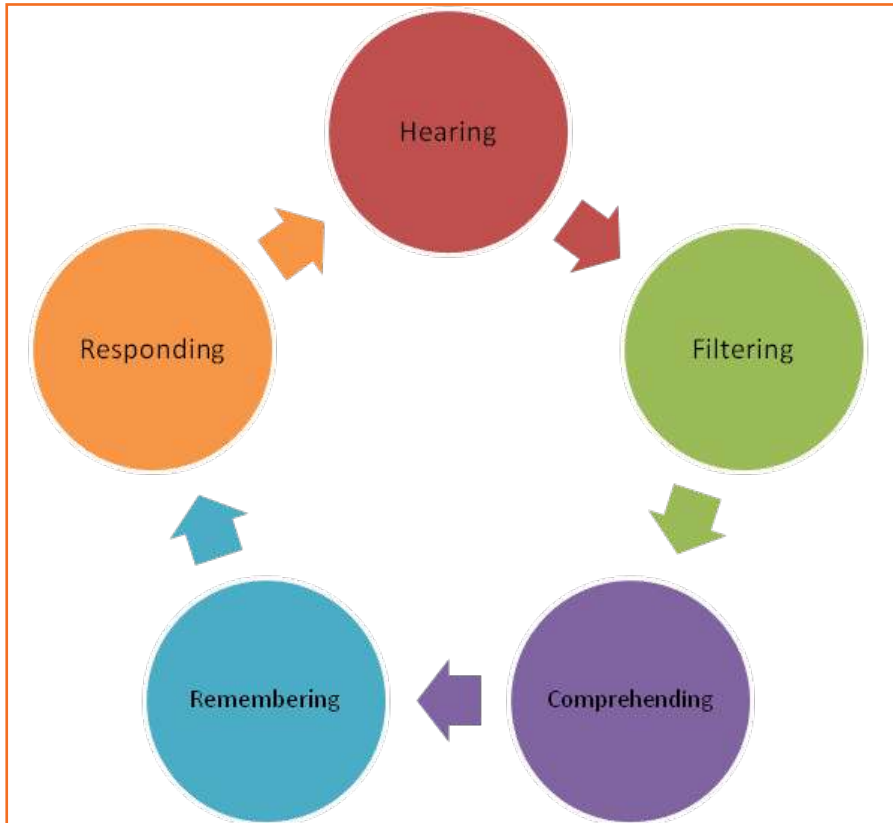 Hearing
Filtering
Comprehending
Remembering
Responding